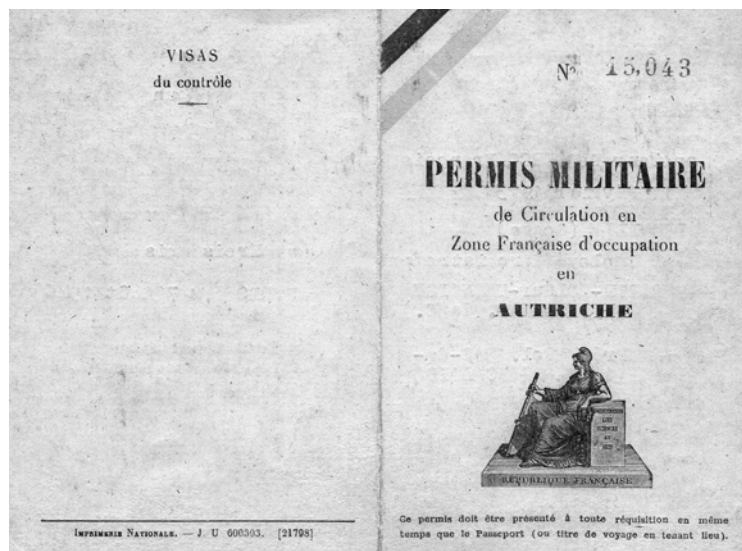 VISAS
du contrôle
IMPRIMERIE NATIONALE. — J. U 600303. [21798]
Nº 15,043
PERMIS MILITAIRE
de Circulation en
Zone Française d'occupation
en
AUTRICHE
RÉPUBLIQUE FRANÇAISE
Ce permis doit être présenté à toute réquisition en même
temps que le Passeport (ou titre de voyage en tenant lieu).